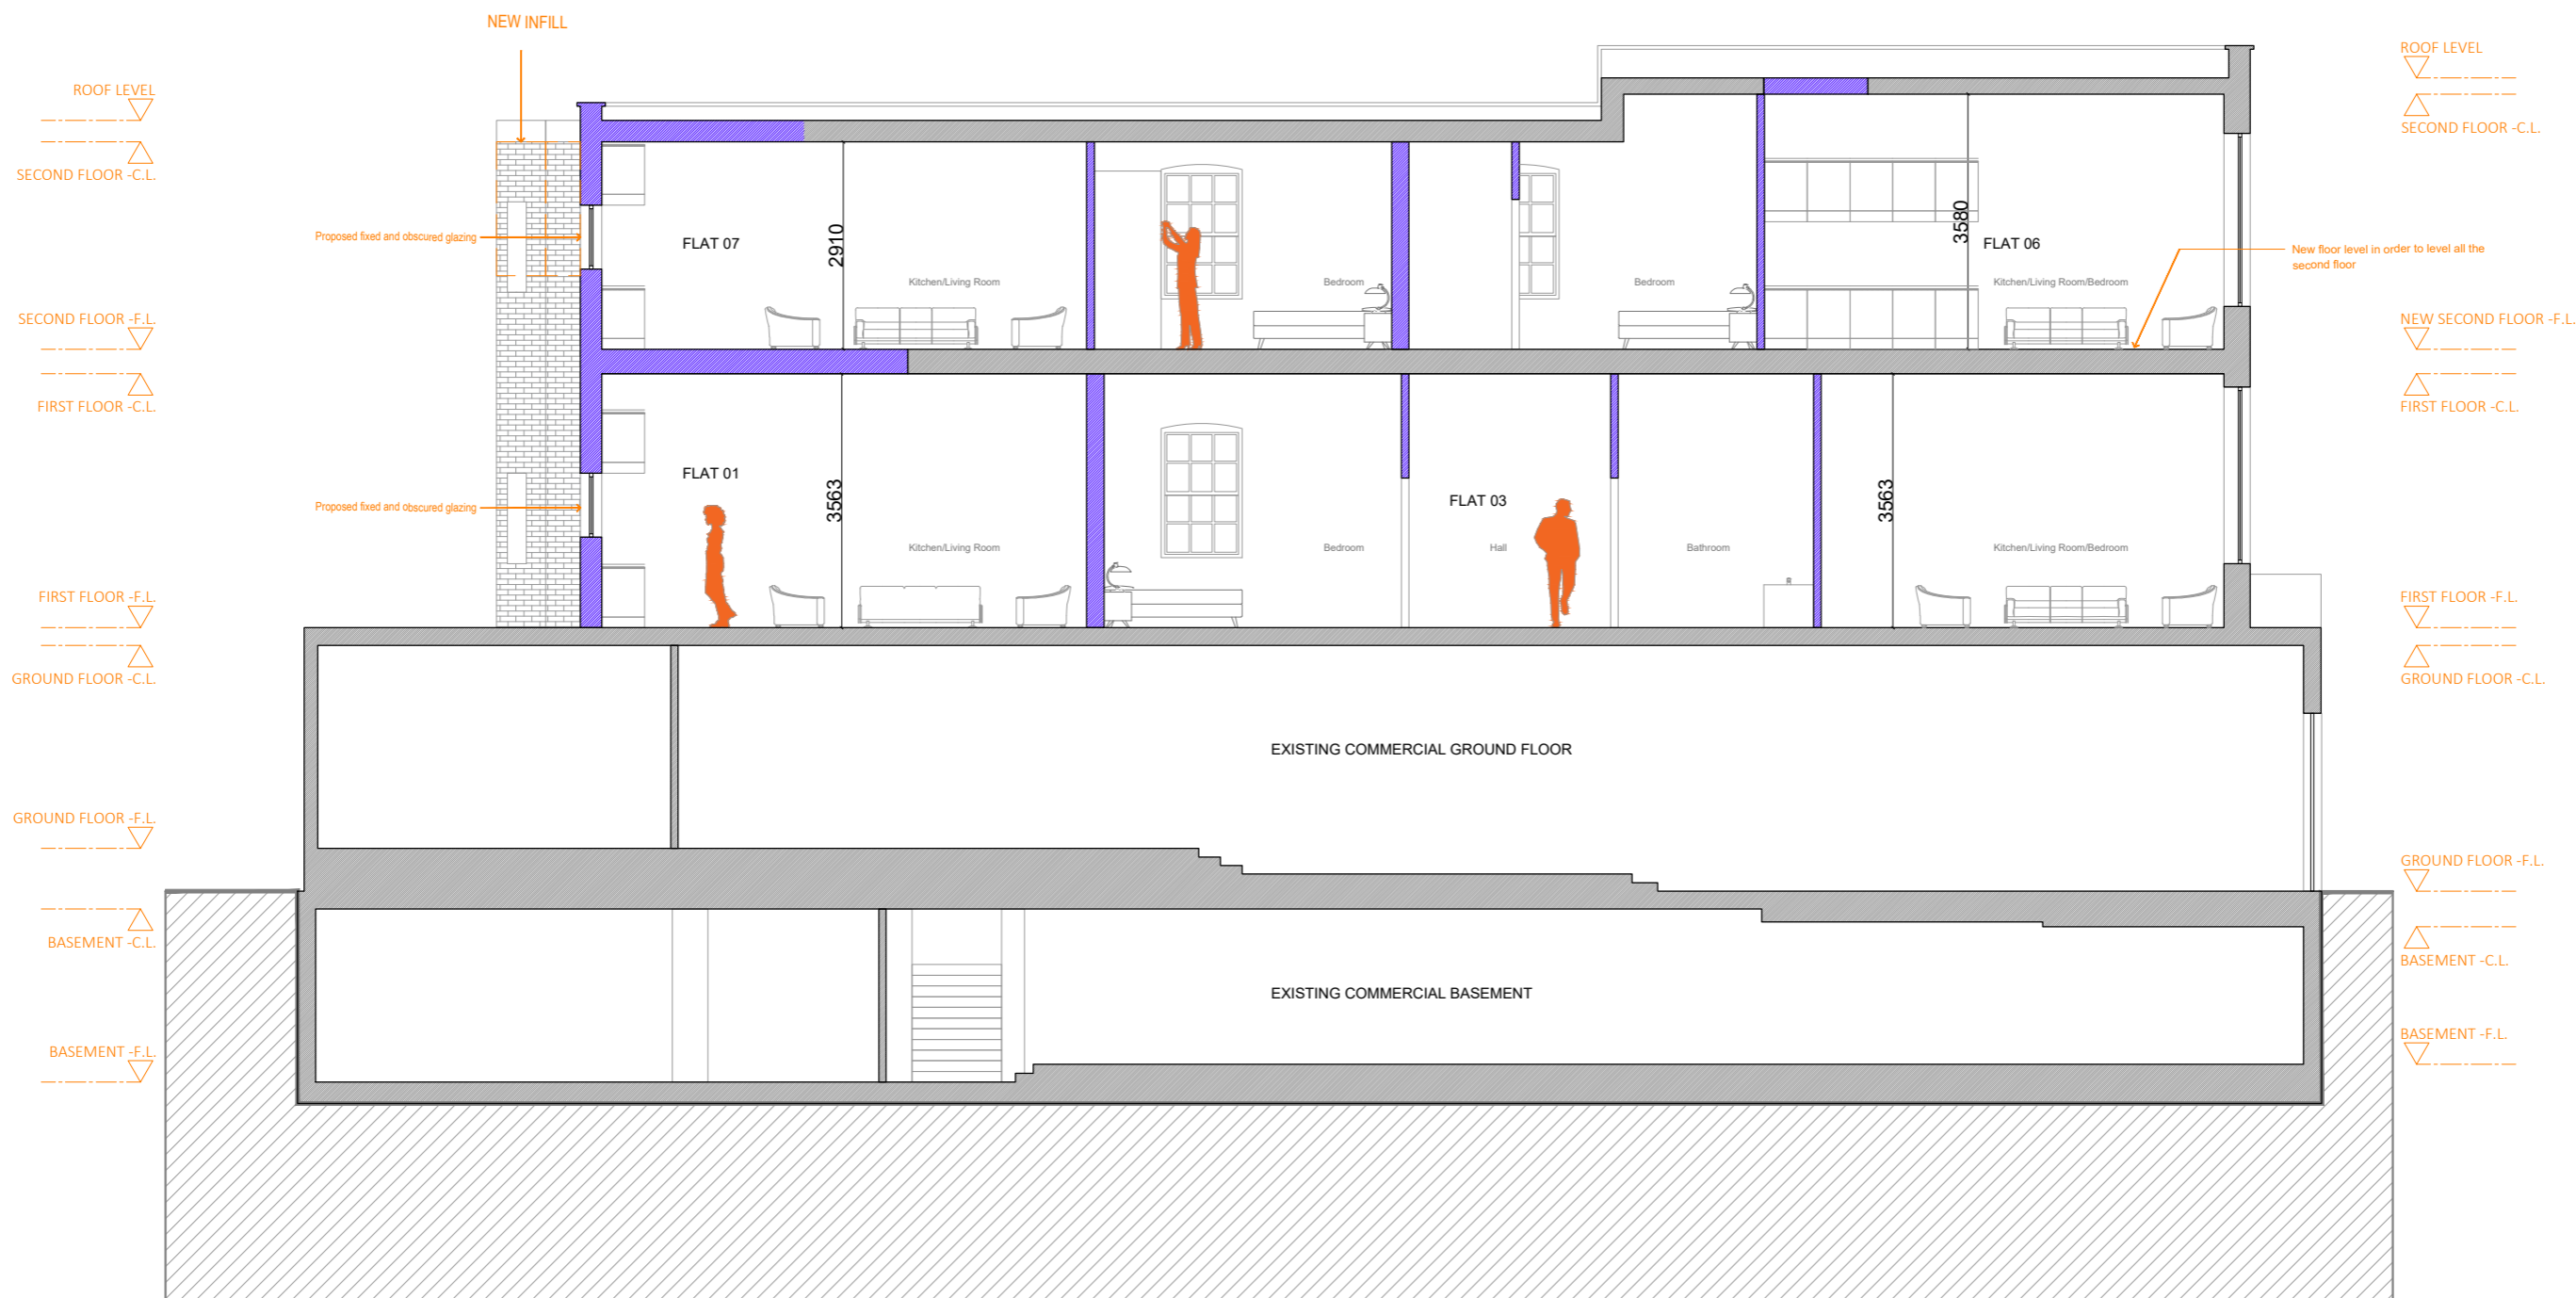 NEW INFILL
ROOF LEVEL
ROOF LEVEL
SECOND FLOOR -C.L.
SECOND FLOOR -C.L.
Proposed fixed and obscured glazing
FLAT 07
2910
3580
FLAT 06
New floor level in order to level all the
second floor
Kitchen/Living Room
Bedroom
Bedroom
Kitchen/Living Room/Bedroom
SECOND FLOOR -F.L.
NEW SECOND FLOOR -F.L.
FIRST FLOOR -C.L.
FIRST FLOOR -C.L.
FLAT 01
3563
FLAT 03
3563
Proposed fixed and obscured glazing
Kitchen/Living Room
Bedroom
Hall
Bathroom
Kitchen/Living Room/Bedroom
FIRST FLOOR -F.L.
FIRST FLOOR -F.L.
GROUND FLOOR -C.L.
GROUND FLOOR -C.L.
EXISTING COMMERCIAL GROUND FLOOR
GROUND FLOOR -F.L.
GROUND FLOOR -F.L.
BASEMENT -C.L.
BASEMENT -C.L.
EXISTING COMMERCIAL BASEMENT
BASEMENT -F.L.
BASEMENT -F.L.